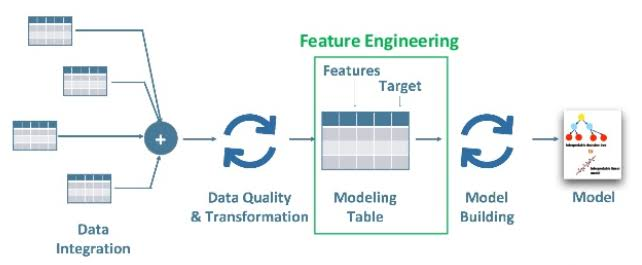 Feature Engineering
Features
Target
+
Data
Integration
Data Quality
& Transformation
Modeling
Table
Model
Building
Model